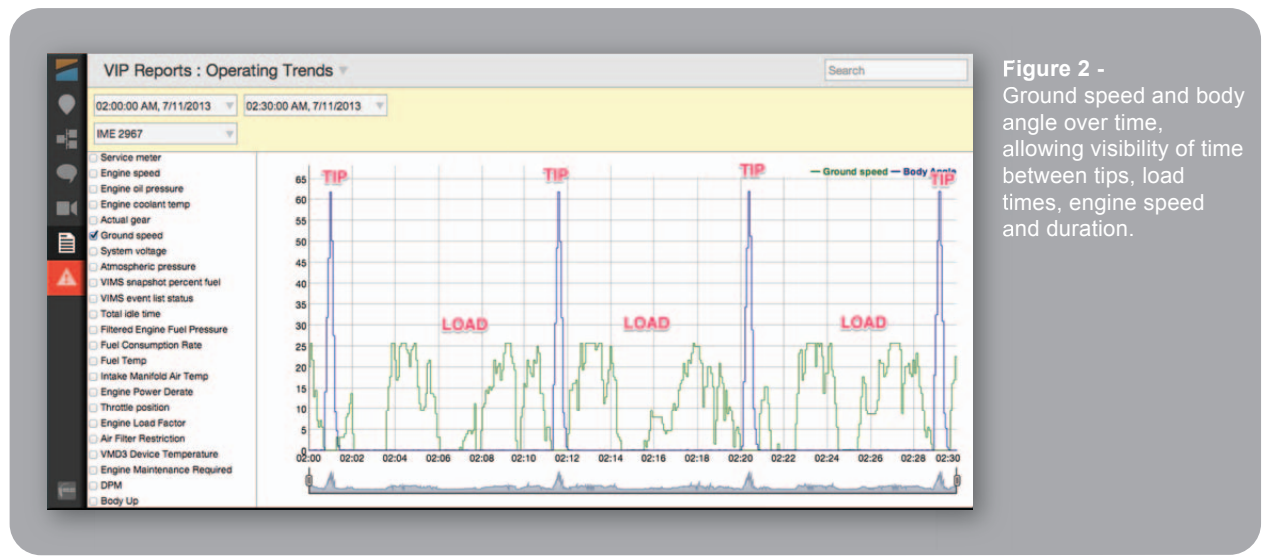 VIP Reports : Operating Trends
Search
02:00:00 AM, 7/11/2013
02:30:00 AM, 7/11/2013
IME 2967
Service meter
Engine speed
Engine oil pressure
Engine coolant temp
Actual gear
Ground speed
System voltage
Atmospheric pressure
VIMS snapshot percent fuel
VIMS event list status
Total idle time
Filtered Engine Fuel Pressure
Fuel Consumption Rate
Fuel Temp
Intake Manifold Air Temp
Engine Power Derate
Throttle position
Engine Load Factor
Air Filter Restriction
VMD3 Device Temperature
Engine Maintenance Required
DPM
Body Up
Ground speed
Body Angle
TIP
TIP
TIP
TIP
LOAD
LOAD
LOAD
65
60
55
50
45
40
35
30
25
20
15
10
5
0
02:00
02:02
02:04
02:06
02:08
02:10
02:12
02:14
02:16
02:18
02:20
02:22
02:24
02:26
02:28
02:30
Figure 2 -
Ground speed and body
angle over time,
allowing visibility of time
between tips, load
times, engine speed
and duration.